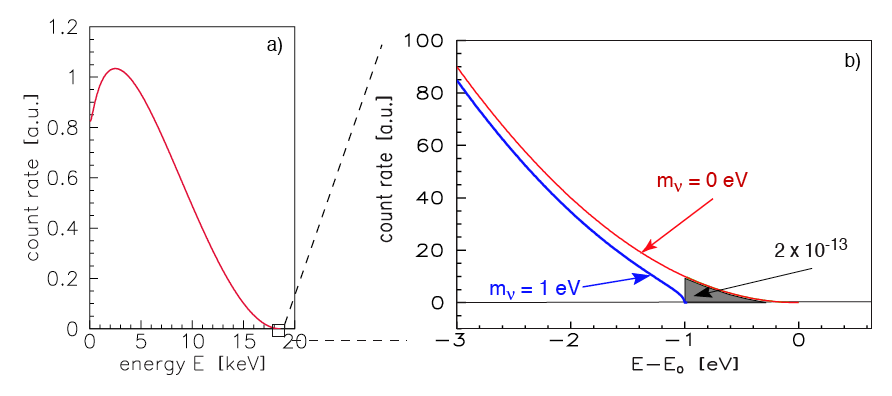 a)
1.2
1
0.8
0.6
0.4
0.2
0
0 5 10 15 20
count rate [a.u.]
energy E [keV]
b)
100
80
60
40
20
0
−3 −2 −1 0
count rate [a.u.]
E−E₀ [eV]
mᵥ = 0 eV
2 x 10⁻¹³
mᵥ = 1 eV